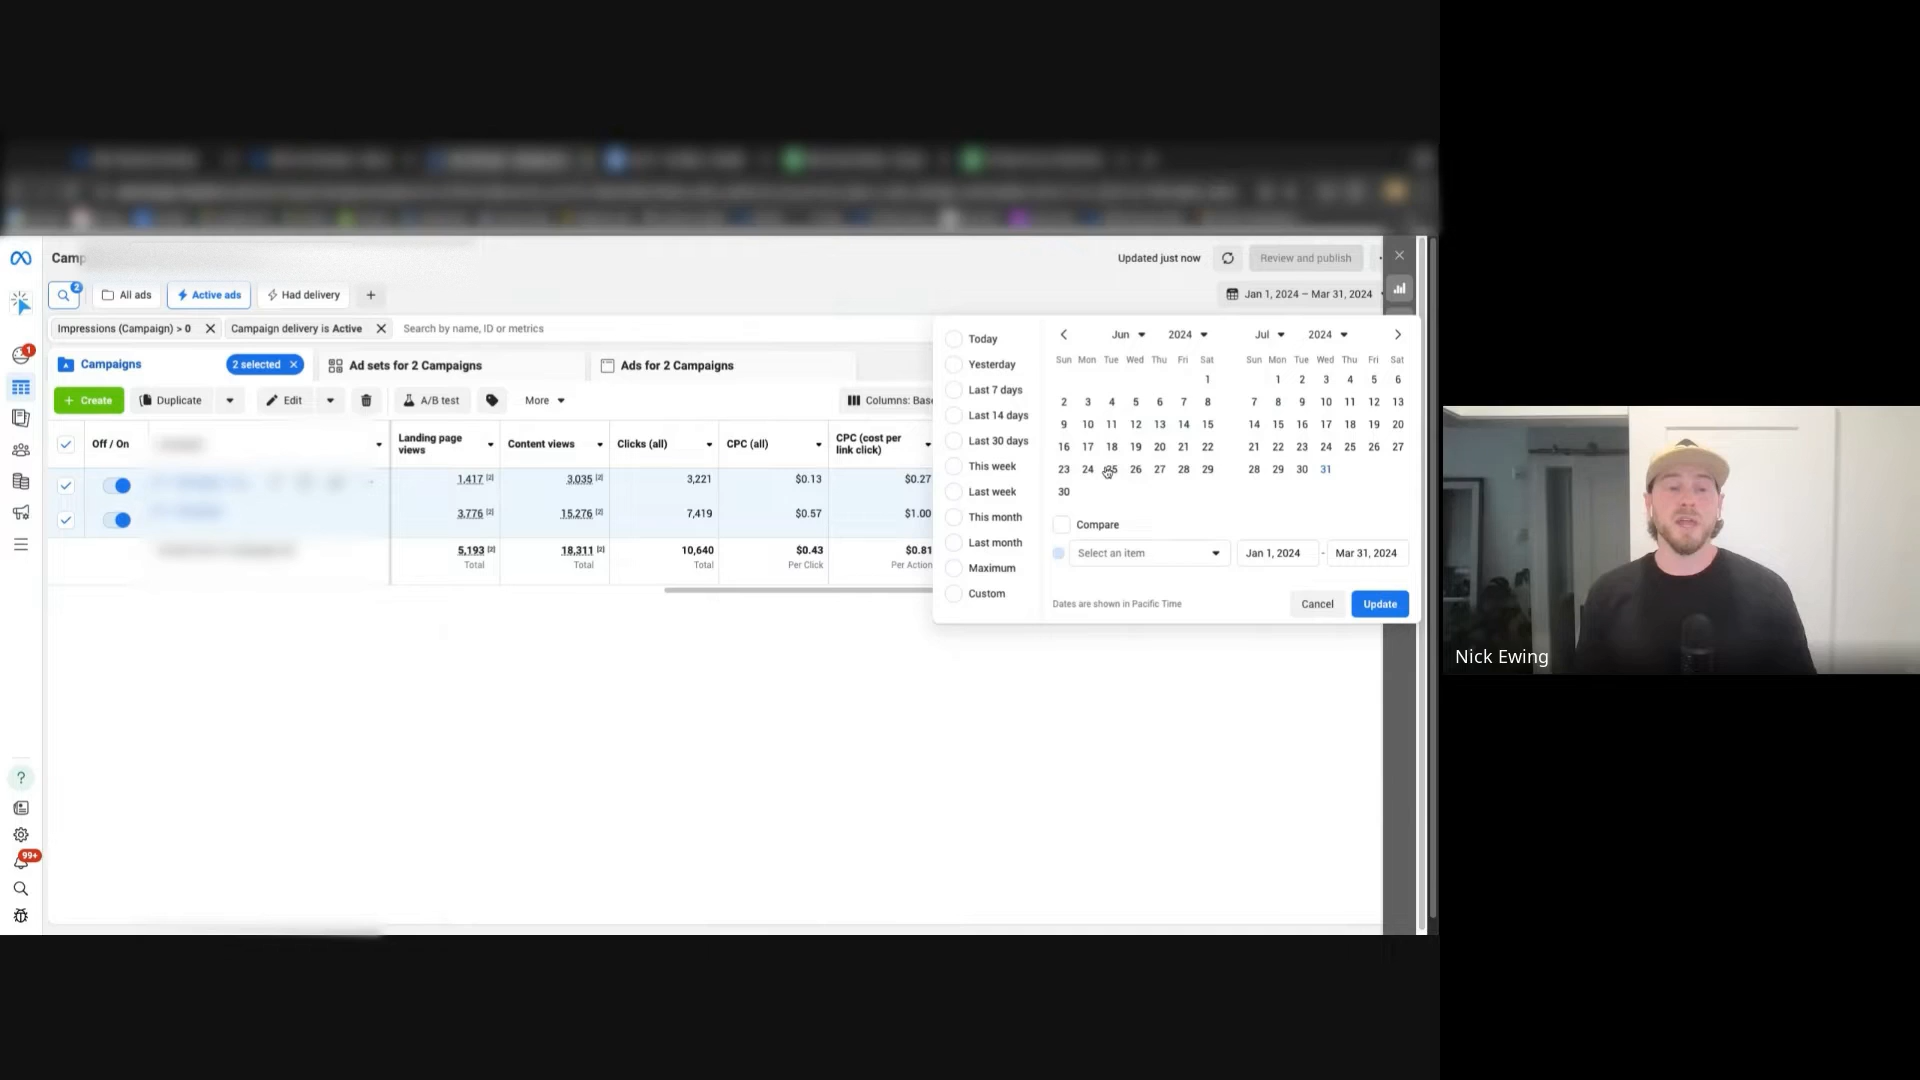 Camp
Updated just now
Review and publish
2
All ads
Active ads
Had delivery
+
Jan 1, 2024 – Mar 31, 2024
Impressions (Campaign) > 0
Campaign delivery is Active
Search by name, ID or metrics
1
Campaigns
2 selected
Ad sets for 2 Campaigns
Ads for 2 Campaigns
+ Create
Duplicate
Edit
A/B test
More
Columns: Bas
Off / On
Landing page views
Content views
Clicks (all)
CPC (all)
CPC (cost per link click)
1,417 [2] 3,035 [2] 3,221 $0.13 $0.27
3,776 [2] 15,276 [2] 7,419 $0.57 $1.00
5,193 [2] 18,311 [2] 10,640 $0.43 $0.81
Total Total Total Per Click Per Action
Today
Yesterday
Last 7 days
Last 14 days
Last 30 days
This week
Last week
This month
Last month
Maximum
Custom
Jun 2024
Sun Mon Tue Wed Thu Fri Sat
1
2 3 4 5 6 7 8
9 10 11 12 13 14 15
16 17 18 19 20 21 22
23 24 25 26 27 28 29
30
Jul 2024
Sun Mon Tue Wed Thu Fri Sat
1 2 3 4 5 6
7 8 9 10 11 12 13
14 15 16 17 18 19 20
21 22 23 24 25 26 27
28 29 30 31
Compare
Select an item
Jan 1, 2024 - Mar 31, 2024
Dates are shown in Pacific Time
Cancel
Update
?
99+
Nick Ewing